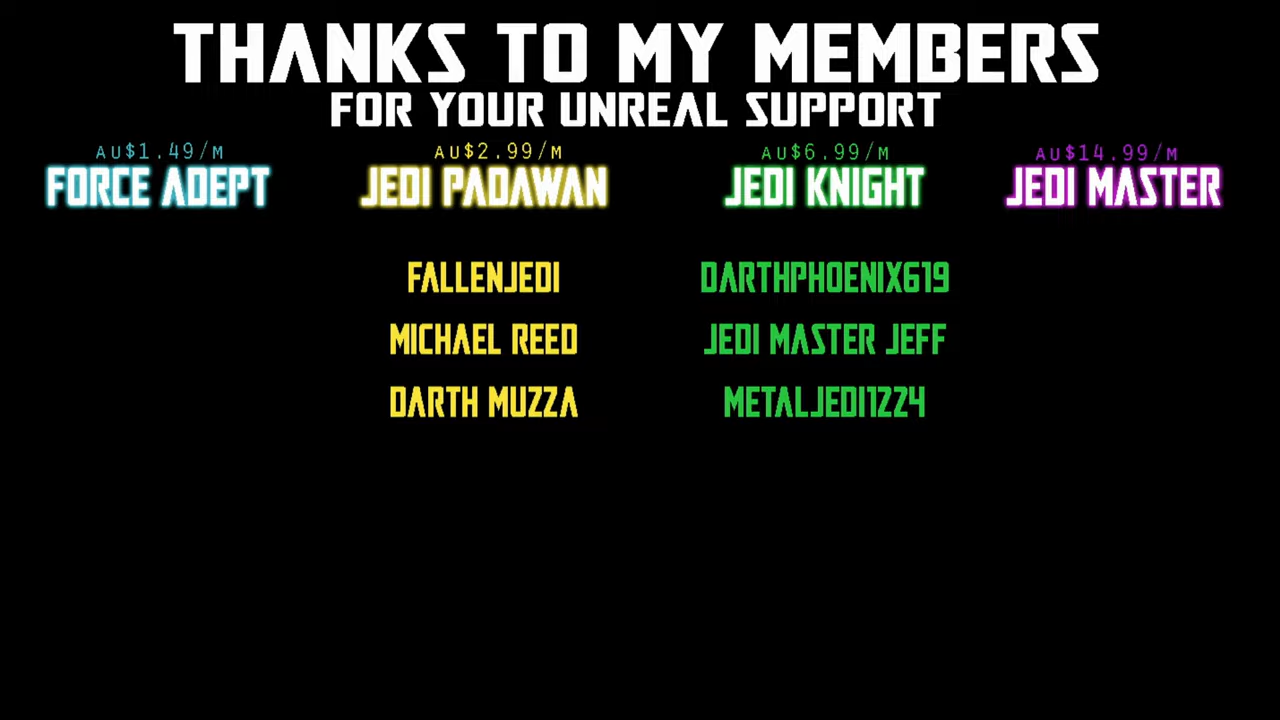 THANKS TO MY MEMBERS
FOR YOUR UNREAL SUPPORT
AU$1.49/M
FORCE ADEPT
AU$2.99/M
JEDI PADAWAN
FALLENJEDI
MICHAEL REED
DARTH MUZZA
AU$6.99/M
JEDI KNIGHT
DARTHPHOENIX619
JEDI MASTER JEFF
METALJEDI1224
AU$14.99/M
JEDI MASTER